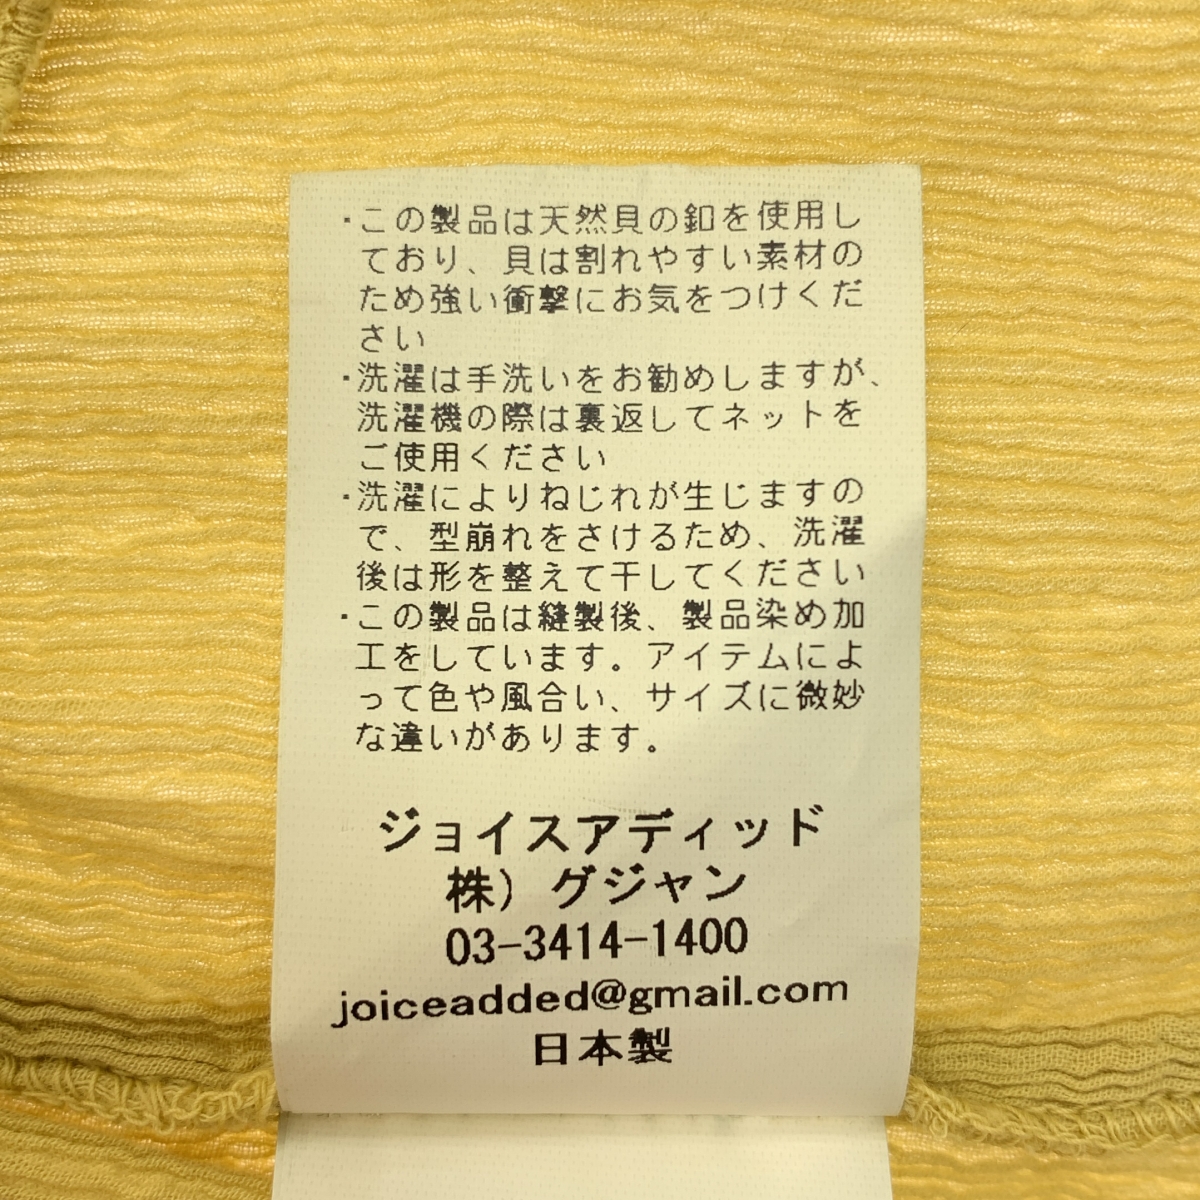 ・この製品は天然貝の釦を使用し
ており、貝は割れやすい素材の
ため強い衝撃にお気をつけくだ
さい
・洗濯は手洗いをお勧めしますが、
洗濯機の際は裏返してネットを
ご使用ください
・洗濯によりねじれが生じますの
で、型崩れをさけるため、洗濯
後は形を整えて干してください
・この製品は縫製後、製品染め加
工をしています。アイテムによ
って色や風合い、サイズに微妙
な違いがあります。
ジョイスアディッド
株）グジャン
03-3414-1400
joiceadded@gmail.com
日本製